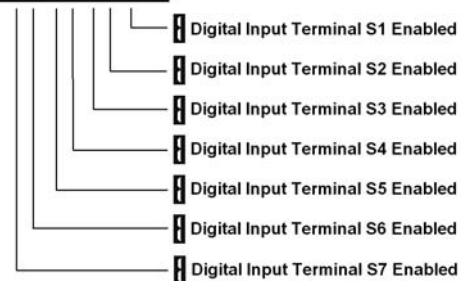 Digital Input Terminal S1 Enabled
Digital Input Terminal S2 Enabled
Digital Input Terminal S3 Enabled
Digital Input Terminal S4 Enabled
Digital Input Terminal S5 Enabled
Digital Input Terminal S6 Enabled
Digital Input Terminal S7 Enabled